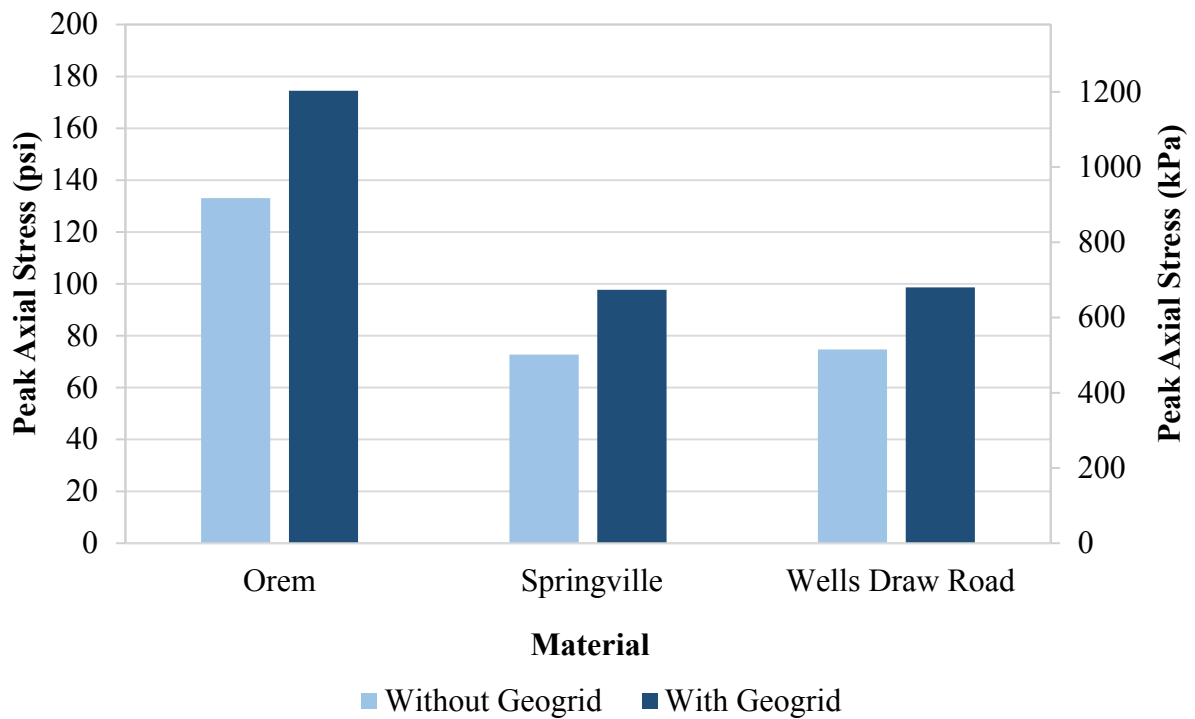 Peak Axial Stress (psi)
200
180
160
140
120
100
80
60
40
20
0
Peak Axial Stress (kPa)
1200
1000
800
600
400
200
0
Orem
Springville
Wells Draw Road
Material
Without Geogrid
With Geogrid